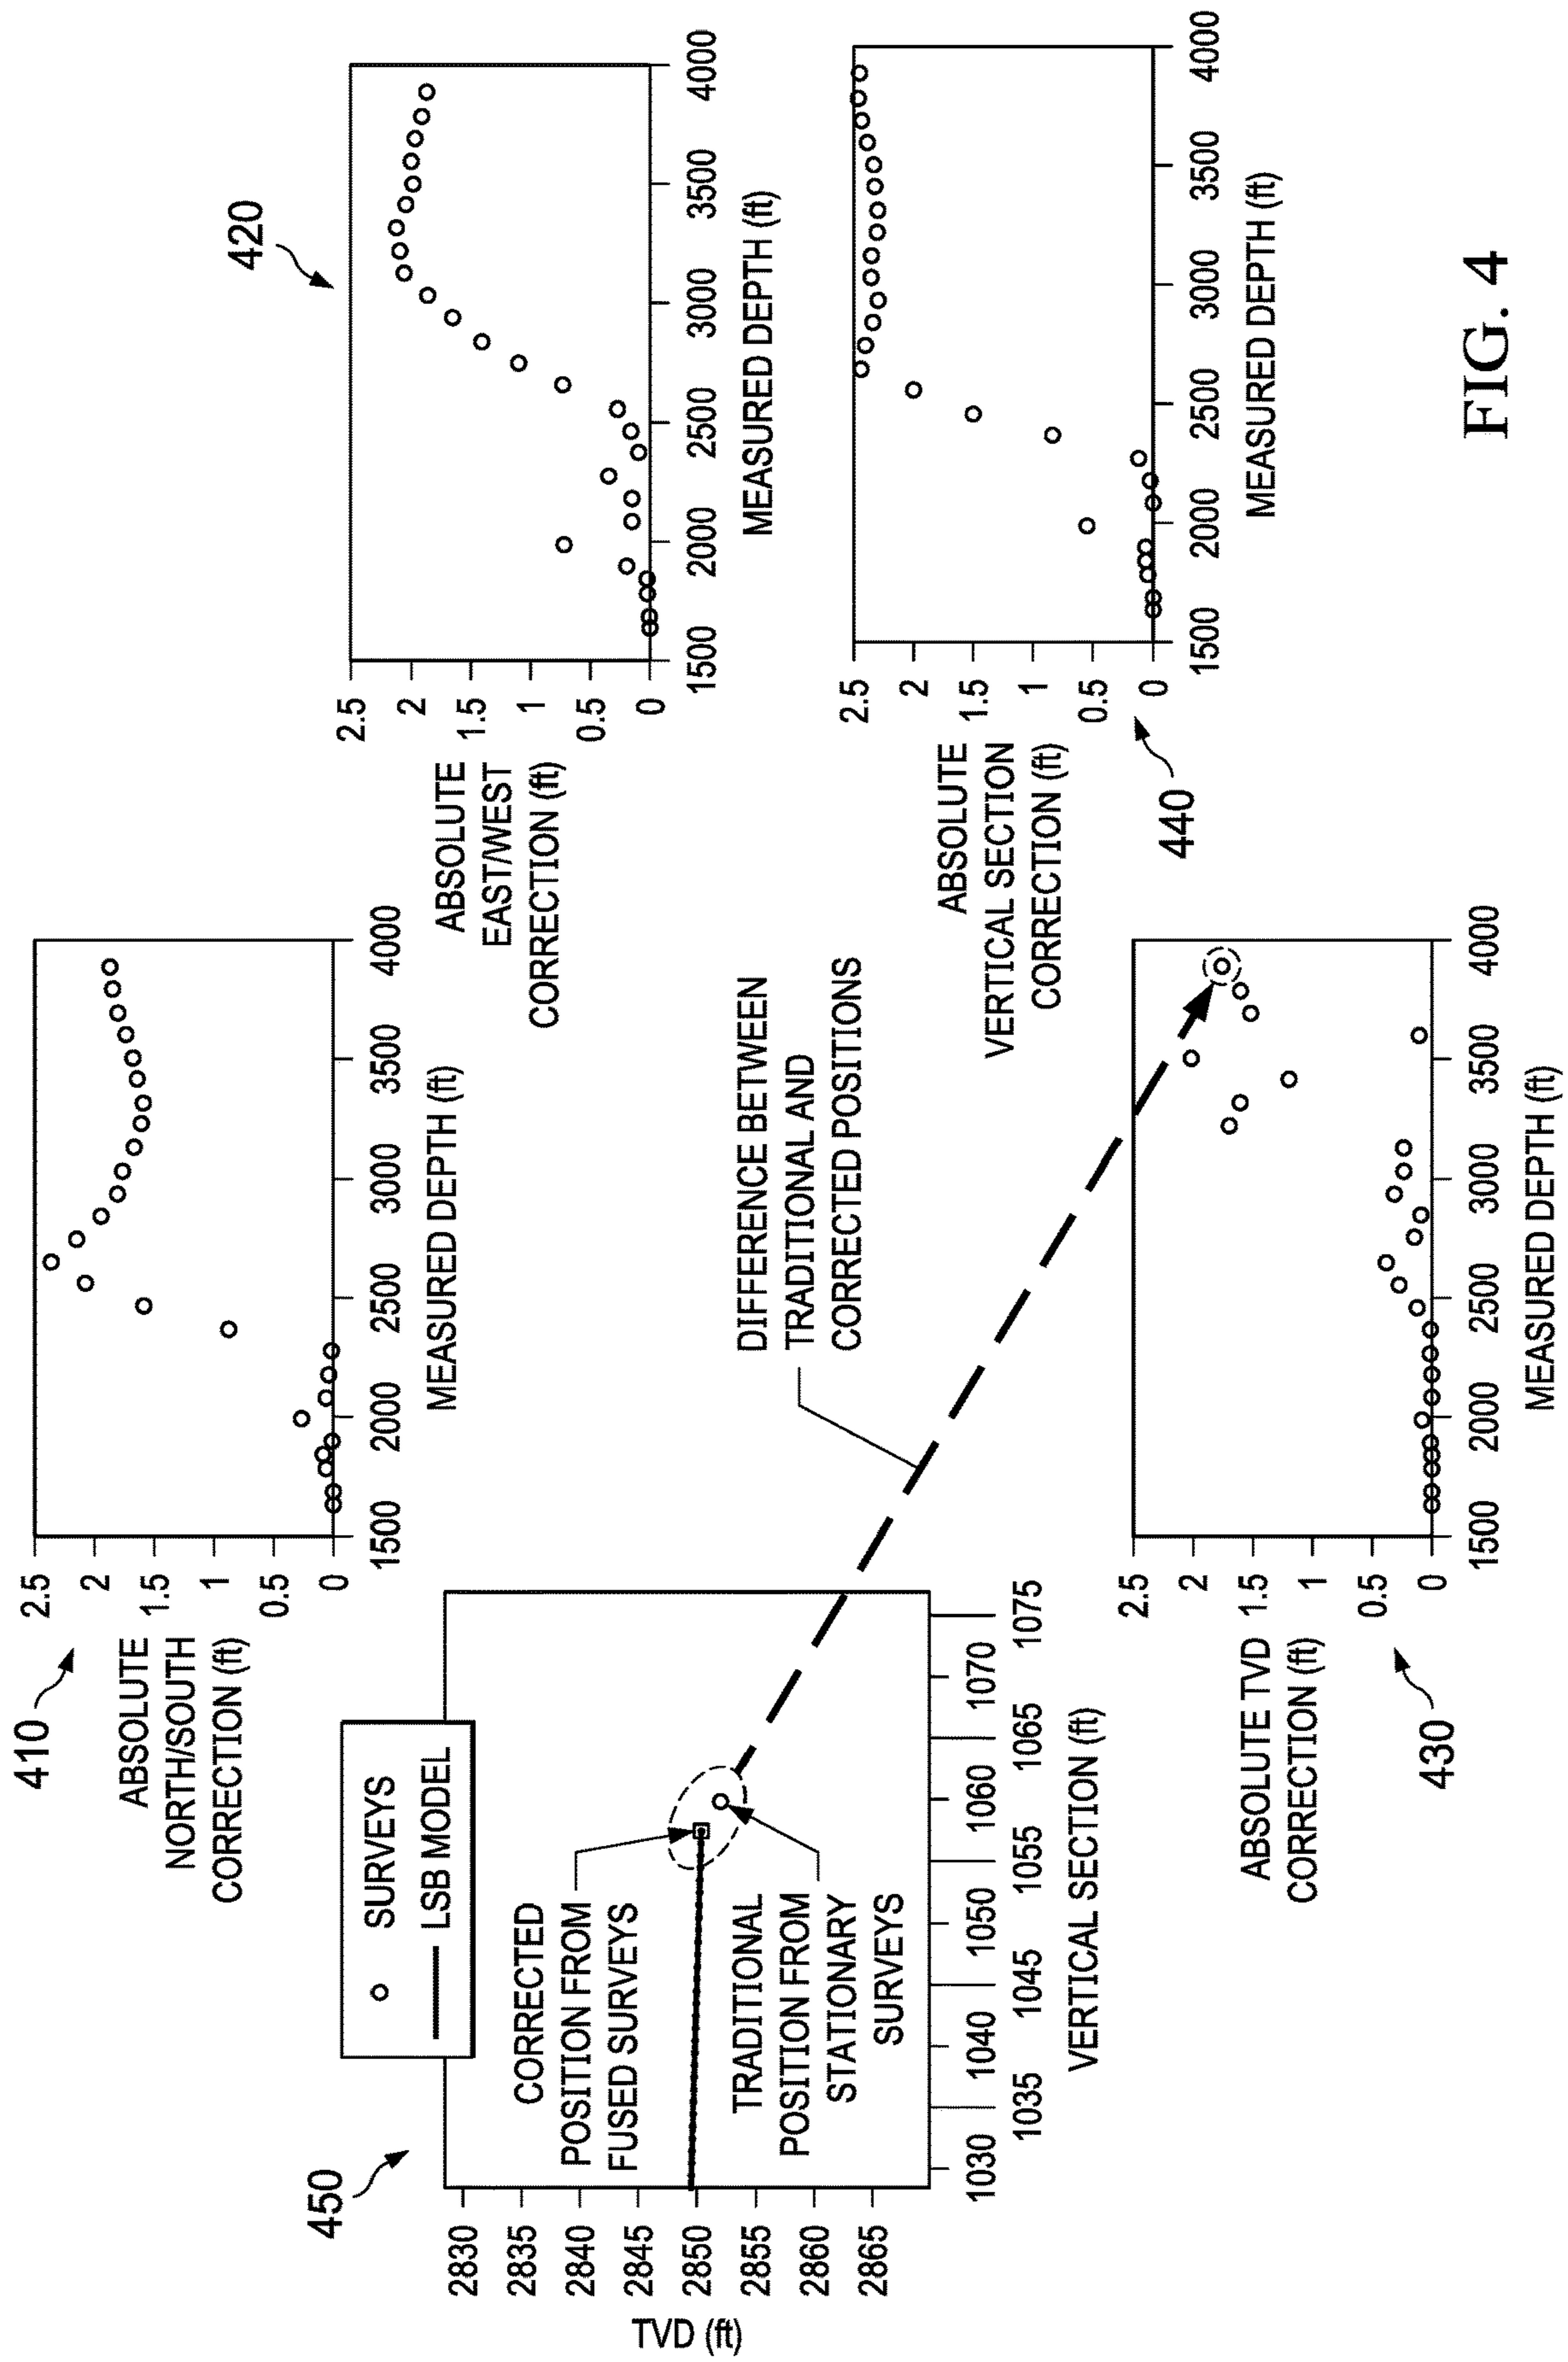 410
ABSOLUTE
NORTH/SOUTH
CORRECTION (ft)
2.5
2
1.5
1
0.5
0
1500
2000
2500
3000
3500
4000
MEASURED DEPTH (ft)
420
ABSOLUTE
EAST/WEST
CORRECTION (ft)
2.5
2
1.5
1
0.5
0
1500
2000
2500
3000
3500
4000
MEASURED DEPTH (ft)
450
SURVEYS
LSB MODEL
TVD (ft)
2830
2835
2840
2845
2850
2855
2860
2865
CORRECTED
POSITION FROM
FUSED SURVEYS
TRADITIONAL
POSITION FROM
STATIONARY
SURVEYS
1030
1035
1040
1045
1050
1055
1060
1065
1070
1075
VERTICAL SECTION (ft)
DIFFERENCE BETWEEN
TRADITIONAL AND
CORRECTED POSITIONS
430
ABSOLUTE TVD
CORRECTION (ft)
2.5
2
1.5
1
0.5
0
1500
2000
2500
3000
3500
4000
MEASURED DEPTH (ft)
440
ABSOLUTE
VERTICAL SECTION
CORRECTION (ft)
2.5
2
1.5
1
0.5
0
1500
2000
2500
3000
3500
4000
MEASURED DEPTH (ft)
FIG. 4